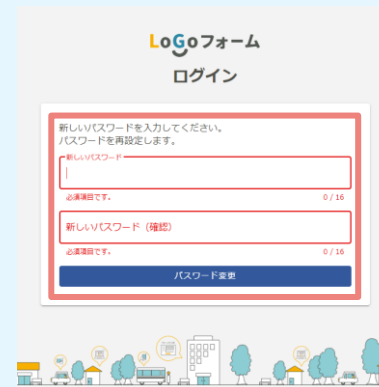 LoGoフォーム
ログイン
新しいパスワードを入力してください。
パスワードを再設定します。
新しいパスワード
必須項目です。 0 / 16
新しいパスワード（確認）
必須項目です。 0 / 16
パスワード変更